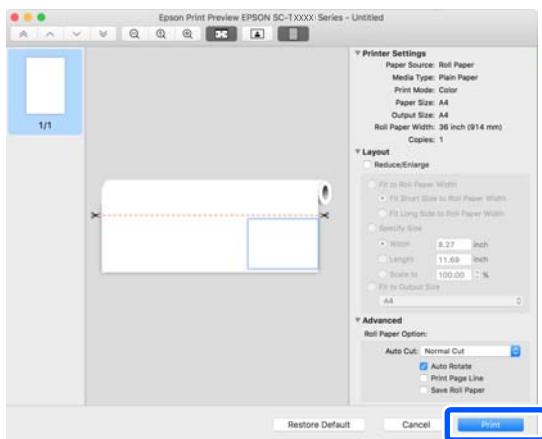 Epson Print Preview EPSON SC-TXXXX Series - Untitled
1/1
Printer Settings
Paper Source: Roll Paper
Media Type: Plain Paper
Print Mode: Color
Paper Size: A4
Output Size: A4
Roll Paper Width: 36 inch (914 mm)
Copies: 1
Layout
Reduce/Enlarge
Fit to Roll Paper Width
Fit Short Side to Roll Paper Width
Fit Long Side to Roll Paper Width
Specify Size
Width 8.27 inch
Lenght 11.69 inch
Scale to 100.00 %
Fit to Output Size
A4
Advanced
Roll Paper Option:
Auto Cut: Normal Cut
Auto Rotate
Print Page Line
Save Roll Paper
Restore Default Cancel Print